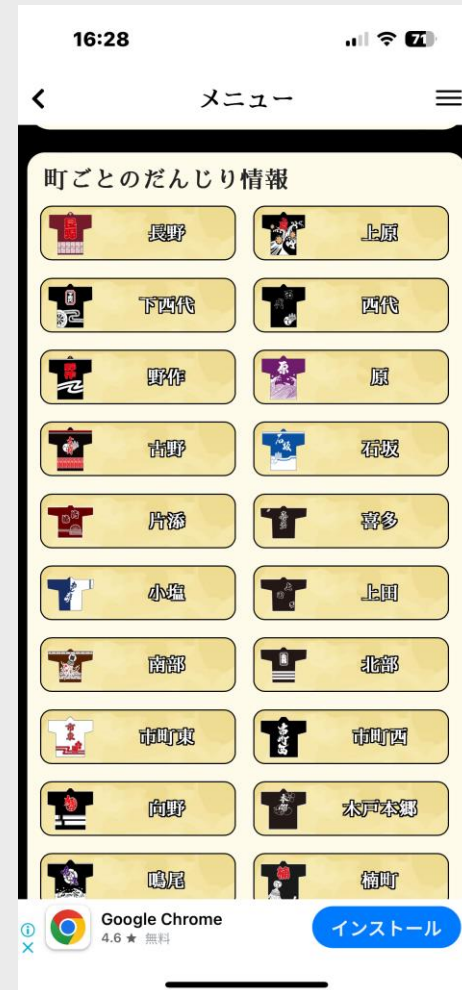 16:28
71
メニュー
町ごとのだんじり情報
長野 上原
下西代 西代
野作 原
古野 石坂
片添 喜多
小塩 上田
南部 北部
市町東 市町西
向野 木戸本郷
鳴尾 楠町
Google Chrome
4.6 ★ 無料
インストール